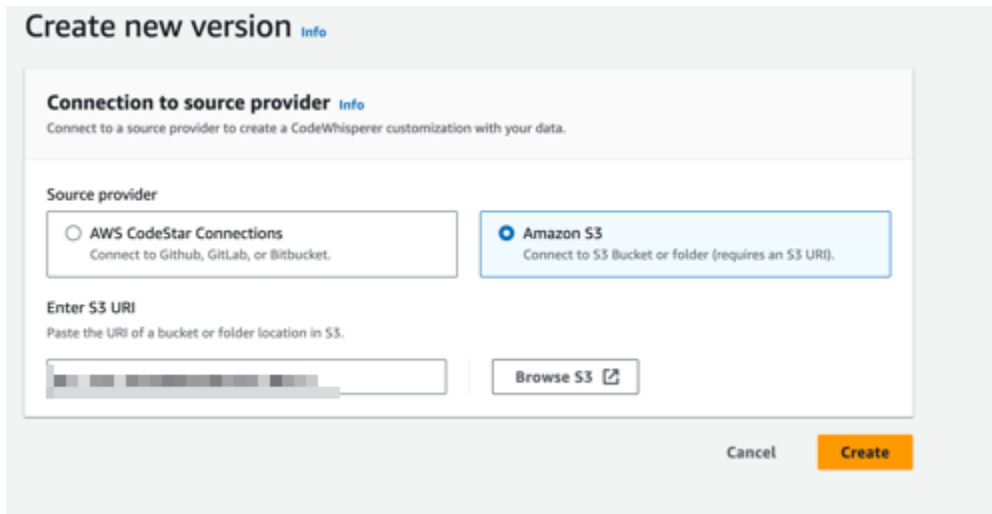 Create new version Info
Connection to source provider Info
Connect to a source provider to create a CodeWhisperer customization with your data.
Source provider
AWS CodeStar Connections
Connect to Github, GitLab, or Bitbucket.
Amazon S3
Connect to S3 Bucket or folder (requires an S3 URI).
Enter S3 URI
Paste the URI of a bucket or folder location in S3.
Browse S3
Cancel
Create